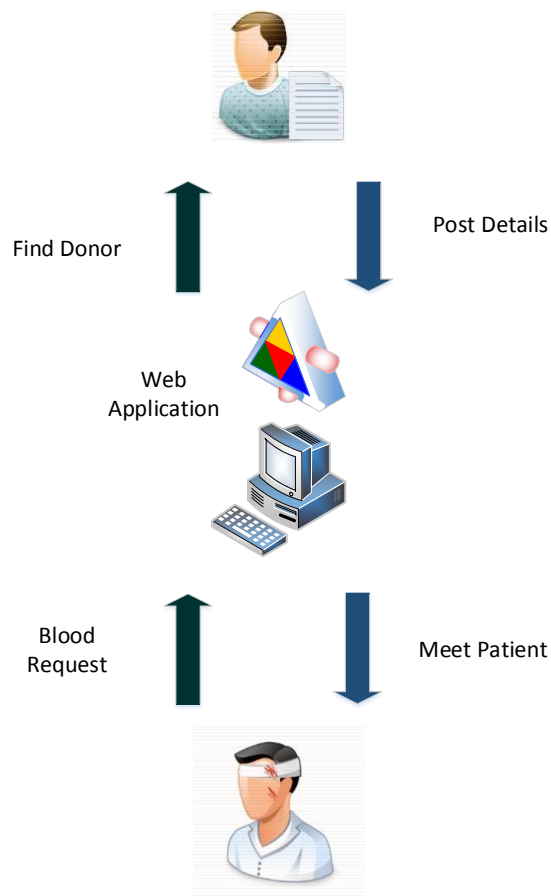 Post Details
Find Donor
Web
Application
Blood
Request
Meet Patient